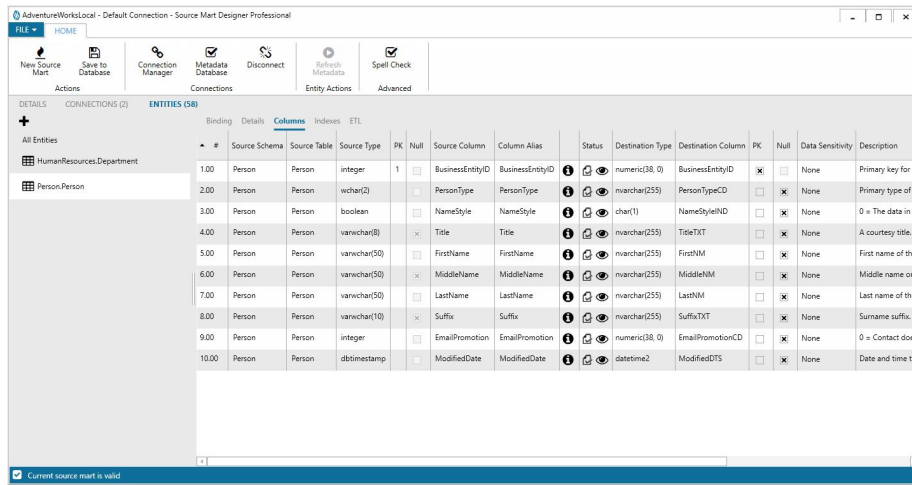 AdventureWorksLocal - Default Connection - Source Mart Designer Professional
FILE HOME
New Source Mart
Save to Database
Connection Manager
Metadata Database
Disconnect
Refresh Metadata
Spell Check
Actions Connections Entity Actions Advanced
DETAILS CONNECTIONS (2) ENTITIES (58)
Binding Details Columns Indexes ETL
All Entities
HumanResources.Department
Person.Person
# Source Schema Source Table Source Type PK Null Source Column Column Alias Status Destination Type Destination Column PK Null Data Sensitivity Description
1.00 Person Person integer 1 BusinessEntityID BusinessEntityID numeric(38, 0) BusinessEntityID None Primary key for
2.00 Person Person wchar(2) PersonType PersonType nvarchar(255) PersonTypeCD None Primary type of
3.00 Person Person boolean NameStyle NameStyle char(1) NameStyleIND None 0 = The data in
4.00 Person Person varwchar(8) Title Title nvarchar(255) TitleTXT None A courtesy title.
5.00 Person Person varwchar(50) FirstName FirstName nvarchar(255) FirstNM None First name of th
6.00 Person Person varwchar(50) MiddleName MiddleName nvarchar(255) MiddleNM None Middle name or
7.00 Person Person varwchar(50) LastName LastName nvarchar(255) LastNM None Last name of th
8.00 Person Person varwchar(10) Suffix Suffix nvarchar(255) SuffixTXT None Surname suffix.
9.00 Person Person integer EmailPromotion EmailPromotion numeric(38, 0) EmailPromotionCD None 0 = Contact doe
10.00 Person Person dbtimestamp ModifiedDate ModifiedDate datetime2 ModifiedDTS None Date and time t
Current source mart is valid